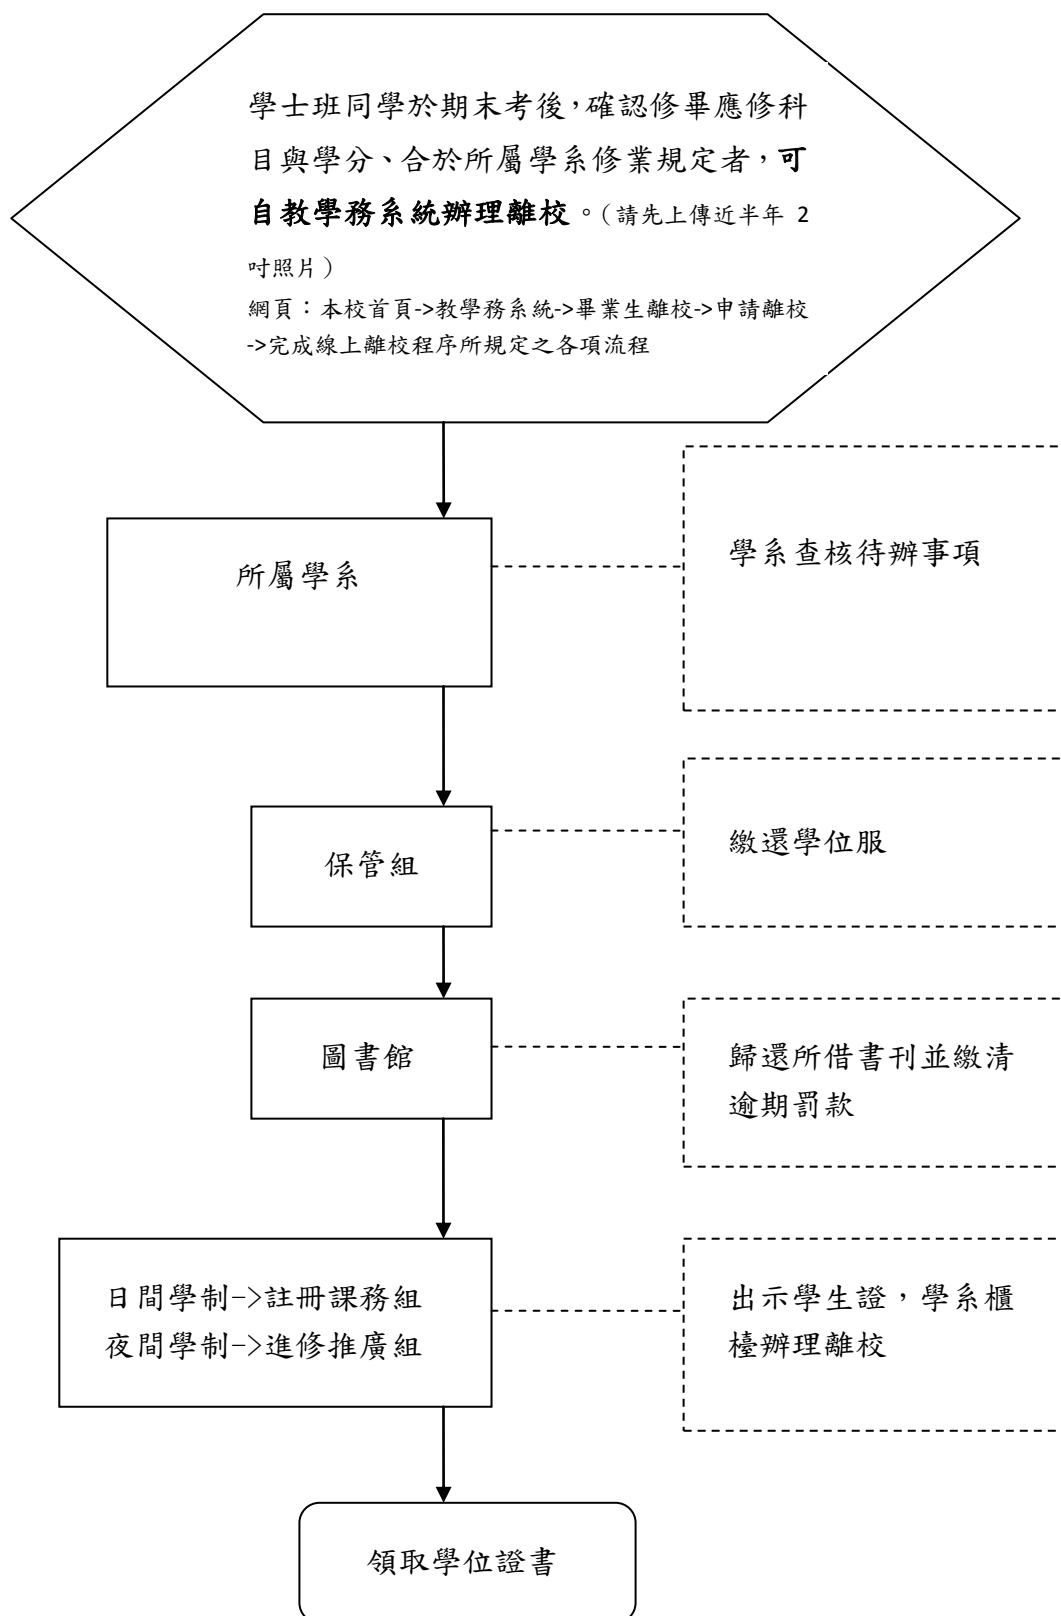 學士班同學於期末考後，確認修畢應修科
目與學分、合於所屬學系修業規定者，可
自教學務系統辦理離校。（請先上傳近半年 2
吋照片）
網頁：本校首頁->教學務系統->畢業生離校->申請離校
->完成線上離校程序所規定之各項流程
所屬學系
學系查核待辦事項
保管組
繳還學位服
圖書館
歸還所借書刊並繳清
逾期罰款
日間學制->註冊課務組
夜間學制->進修推廣組
出示學生證，學系櫃
檯辦理離校
領取學位證書